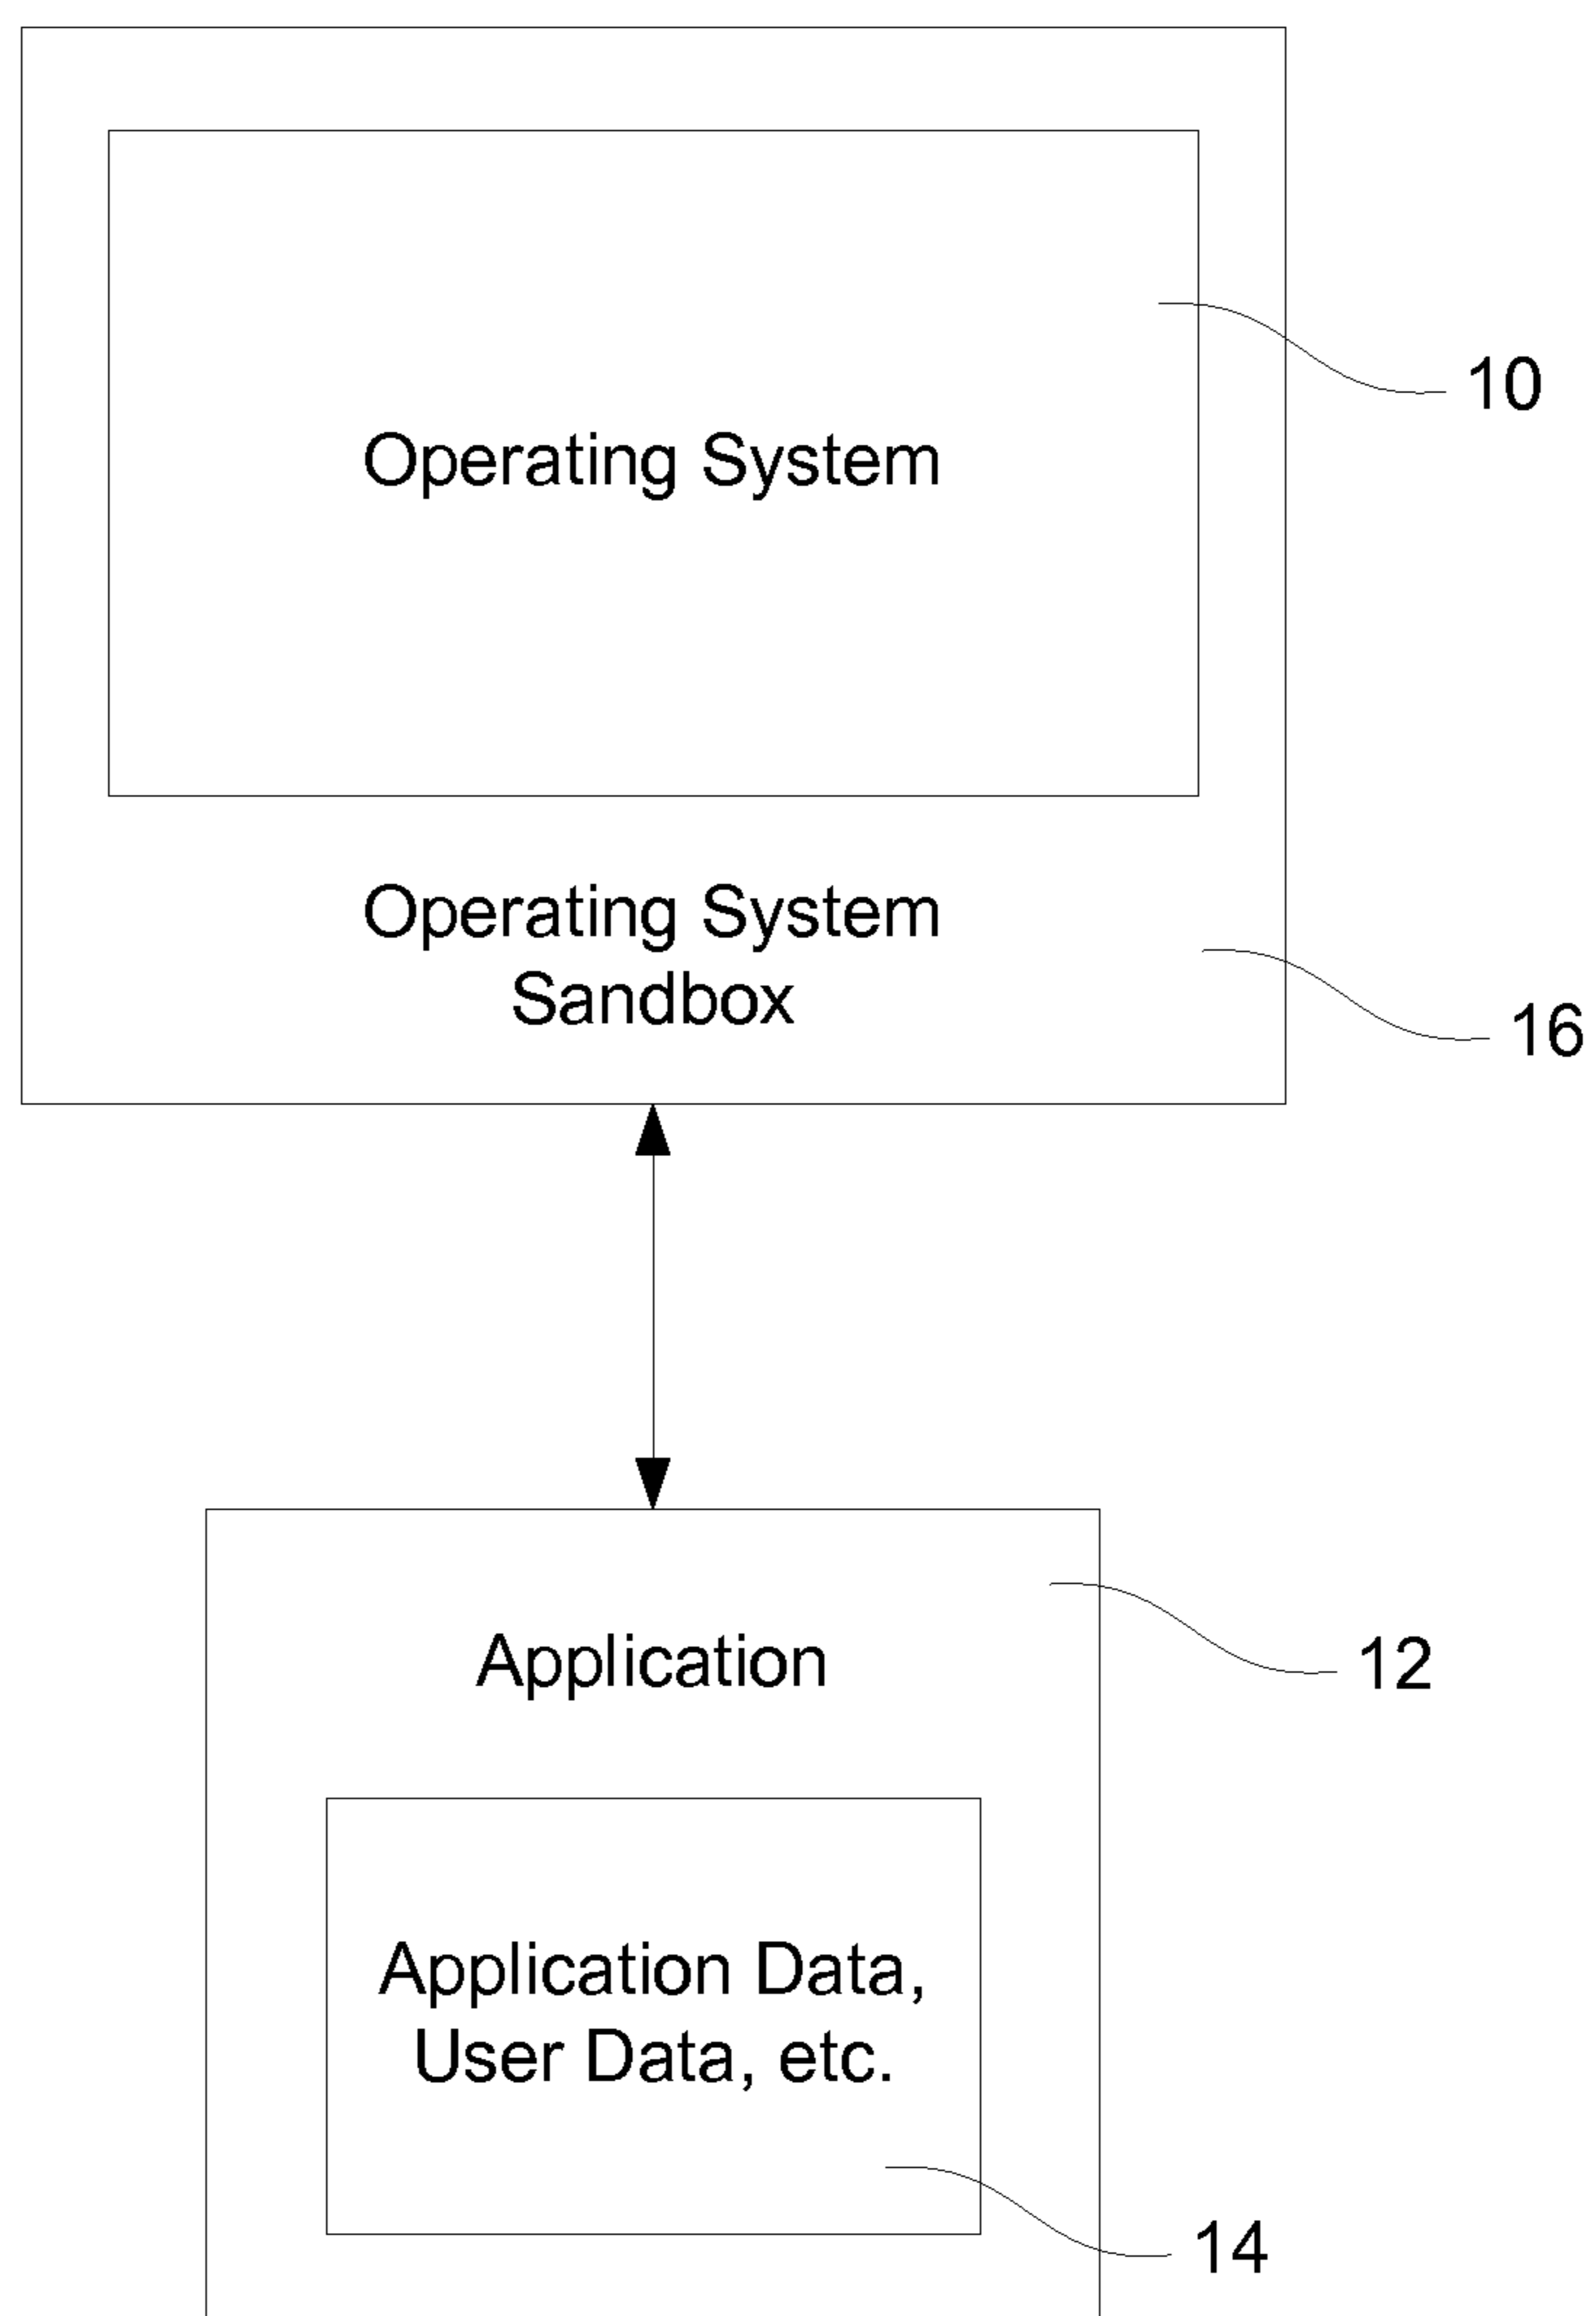 Operating System
10
Operating System
Sandbox
16
Application
12
Application Data,
User Data, etc.
14